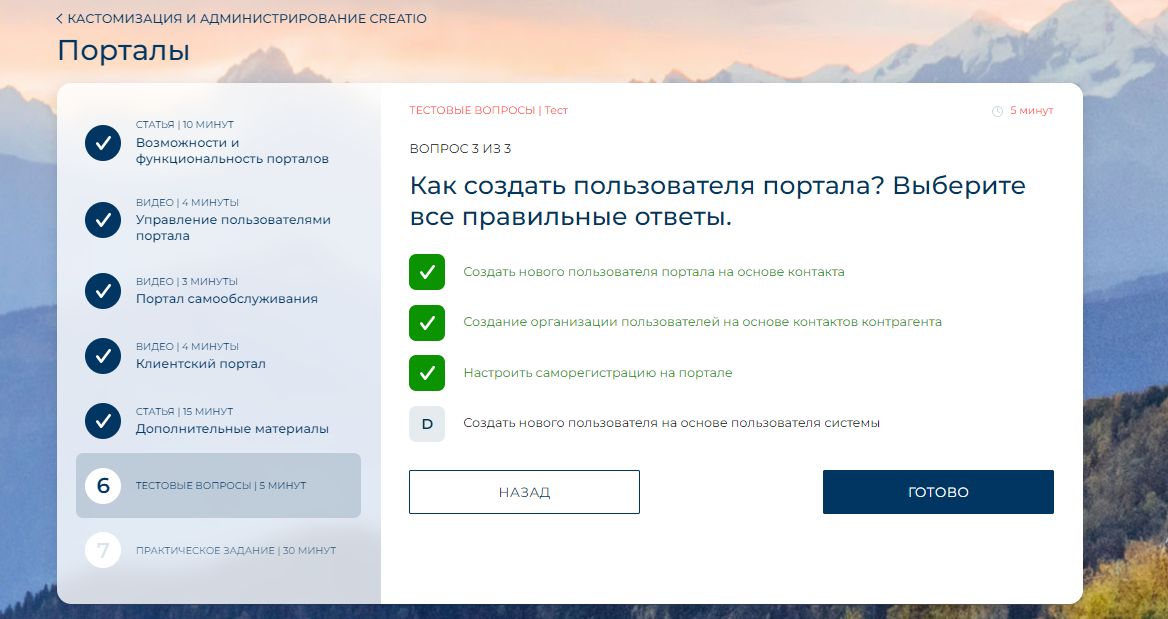 КАСТОМИЗАЦИЯ И АДМИНИСТРИРОВАНИЕ CREATIO
Порталы
СТАТЬЯ | 10 МИНУТ
Возможности и
функциональность порталов
ВИДЕО | 4 МИНУТЫ
Управление пользователями
портала
ВИДЕО | 3 МИНУТЫ
Портал самообслуживания
ВИДЕО | 4 МИНУТЫ
Клиентский портал
СТАТЬЯ | 15 МИНУТ
Дополнительные материалы
6 ТЕСТОВЫЕ ВОПРОСЫ | 5 МИНУТ
7 ПРАКТИЧЕСКОЕ ЗАДАНИЕ | 30 МИНУТ
ТЕСТОВЫЕ ВОПРОСЫ | Тест
5 минут
ВОПРОС 3 ИЗ 3
Как создать пользователя портала? Выберите
все правильные ответы.
Создать нового пользователя портала на основе контакта
Создание организации пользователей на основе контактов контрагента
Настроить саморегистрацию на портале
D Создать нового пользователя на основе пользователя системы
НАЗАД
ГОТОВО